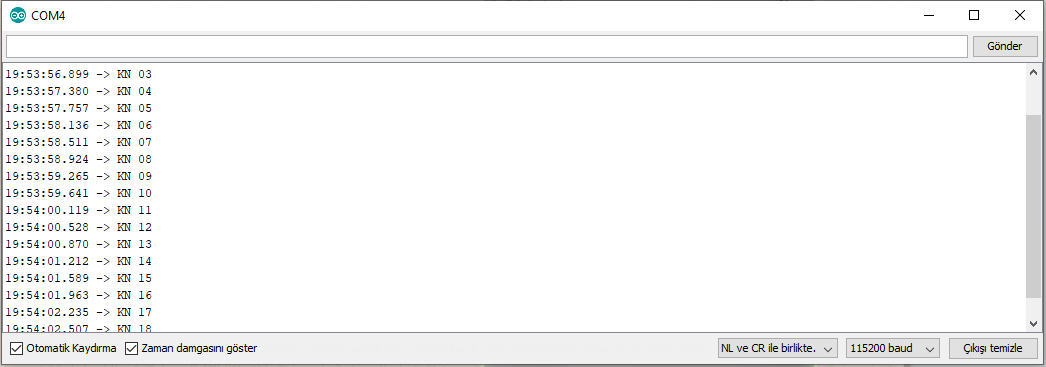 COM4
Gönder
19:53:56.899 -> KN 03
19:53:57.380 -> KN 04
19:53:57.757 -> KN 05
19:53:58.136 -> KN 06
19:53:58.511 -> KN 07
19:53:58.924 -> KN 08
19:53:59.265 -> KN 09
19:53:59.641 -> KN 10
19:54:00.119 -> KN 11
19:54:00.528 -> KN 12
19:54:00.870 -> KN 13
19:54:01.212 -> KN 14
19:54:01.589 -> KN 15
19:54:01.963 -> KN 16
19:54:02.235 -> KN 17
19:54:02.507 -> KN 18
Otomatik Kaydırma Zaman damgasını göster NL ve CR ile birlikte. 115200 baud Çıkışı temizle